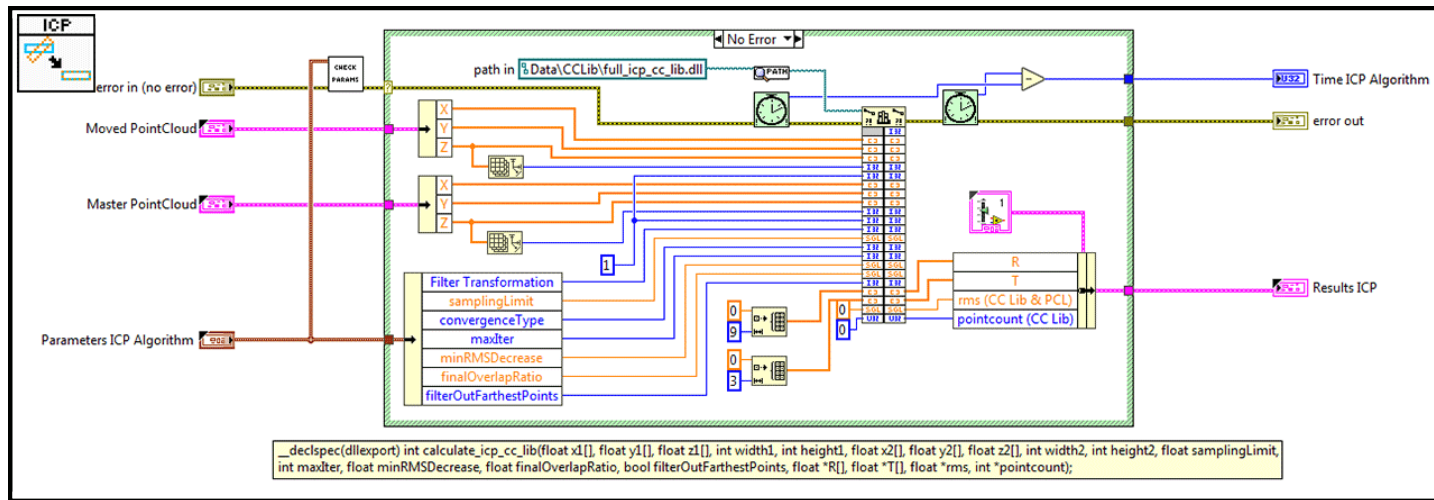 ICP
CHECK
PARAMS
No Error
path in
Data\CCLib\full_icp_cc_lib.dll
PATH
error in (no error)
Moved PointCloud
X
Y
Z
Master PointCloud
X
Y
Z
1
Filter Transformation
samplingLimit
convergenceType
maxIter
minRMSDecrease
finalOverlapRatio
filterOutFarthestPoints
Parameters ICP Algorithm
0
9
0
3
0
0
1
R
T
rms (CC Lib & PCL)
pointcount (CC Lib)
U32
Time ICP Algorithm
error out
Results ICP
__declspec(dllexport) int calculate_icp_cc_lib(float x1[], float y1[], float z1[], int width1, int height1, float x2[], float y2[], float z2[], int width2, int height2, float samplingLimit,
int maxIter, float minRMSDecrease, float finalOverlapRatio, bool filterOutFarthestPoints, float *R[], float *T[], float *rms, int *pointcount);